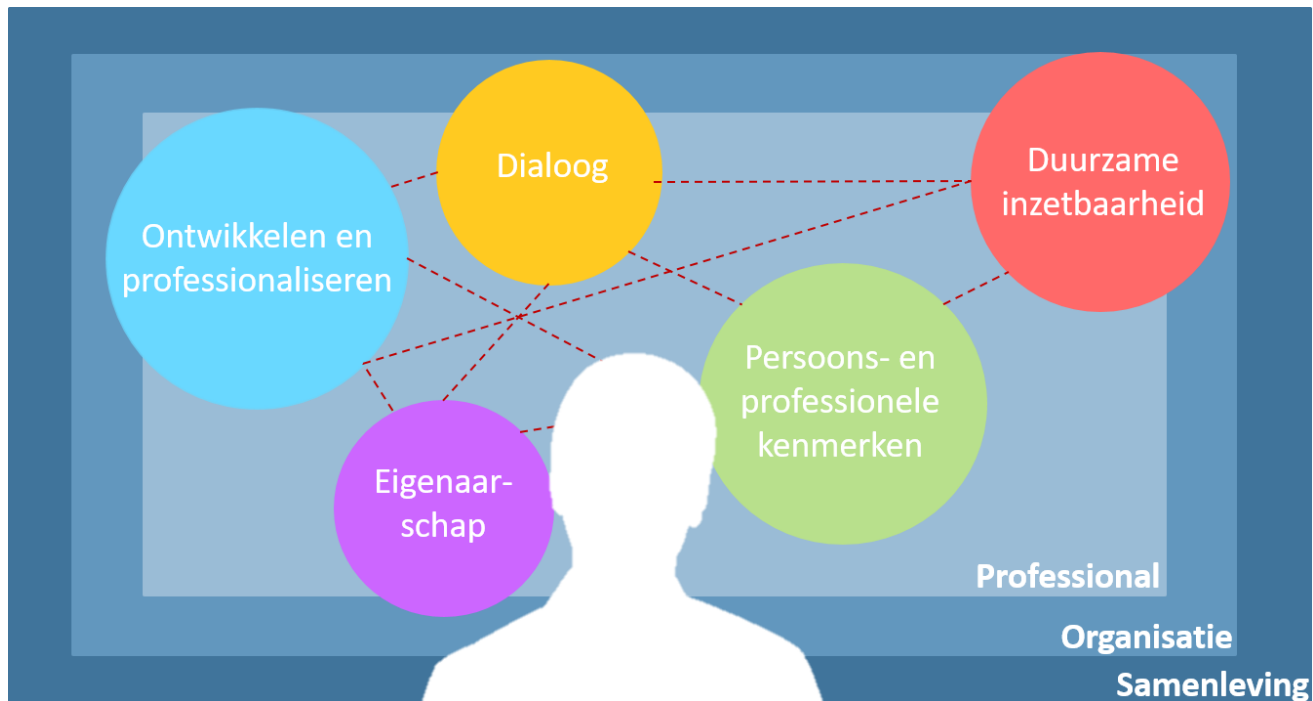 Ontwikkelen en
professionaliseren
Dialoog
Duurzame
inzetbaarheid
Persoons- en
professionele
kenmerken
Eigenaar-
schap
Professional
Organisatie
Samenleving